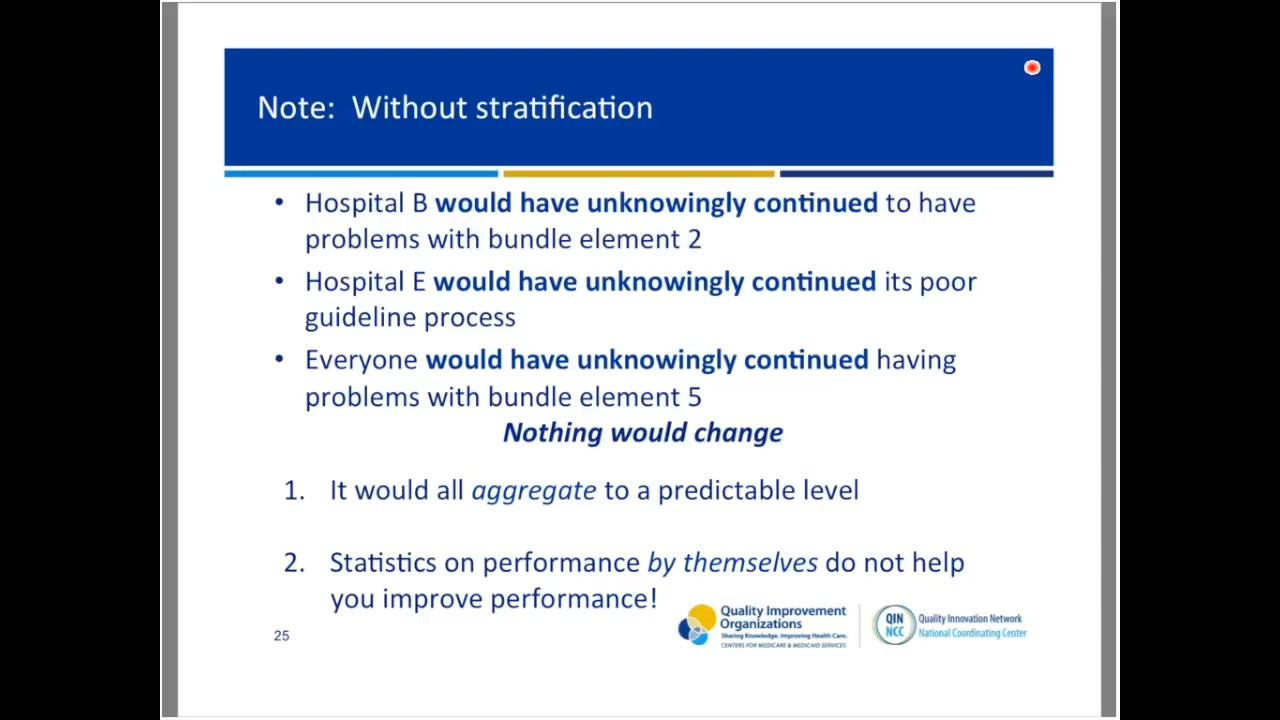 Note: Without stratification
• Hospital B would have unknowingly continued to have
problems with bundle element 2
• Hospital E would have unknowingly continued its poor
guideline process
• Everyone would have unknowingly continued having
problems with bundle element 5
Nothing would change
1. It would all aggregate to a predictable level
2. Statistics on performance by themselves do not help
you improve performance!
Quality Improvement
Organizations
Sharing Knowledge. Improving Health Care.
CENTERS FOR MEDICARE & MEDICAID SERVICES
QIN
NCC
Quality Innovation Network
National Coordinating Center
25